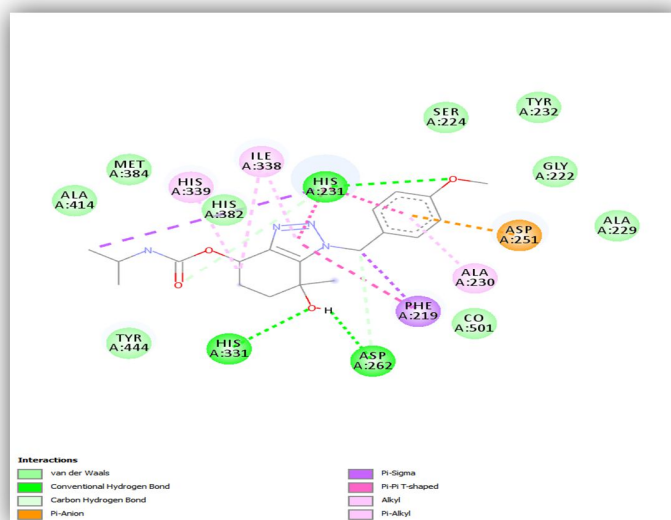 SER
A:224
TYR
A:232
ILE
A:338
MET
A:384
GLY
A:222
HIS
A:339
HIS
A:231
ALA
A:414
HIS
A:382
O
N
N
ALA
A:229
ASP
A:251
N
O
N
ALA
A:230
O
PHE
A:219
O
H
CO
A:501
TYR
A:444
HIS
A:331
ASP
A:262
Interactions
van der Waals
Conventional Hydrogen Bond
Carbon Hydrogen Bond
Pi-Anion
Pi-Sigma
Pi-Pi T-shaped
Alkyl
Pi-Alkyl